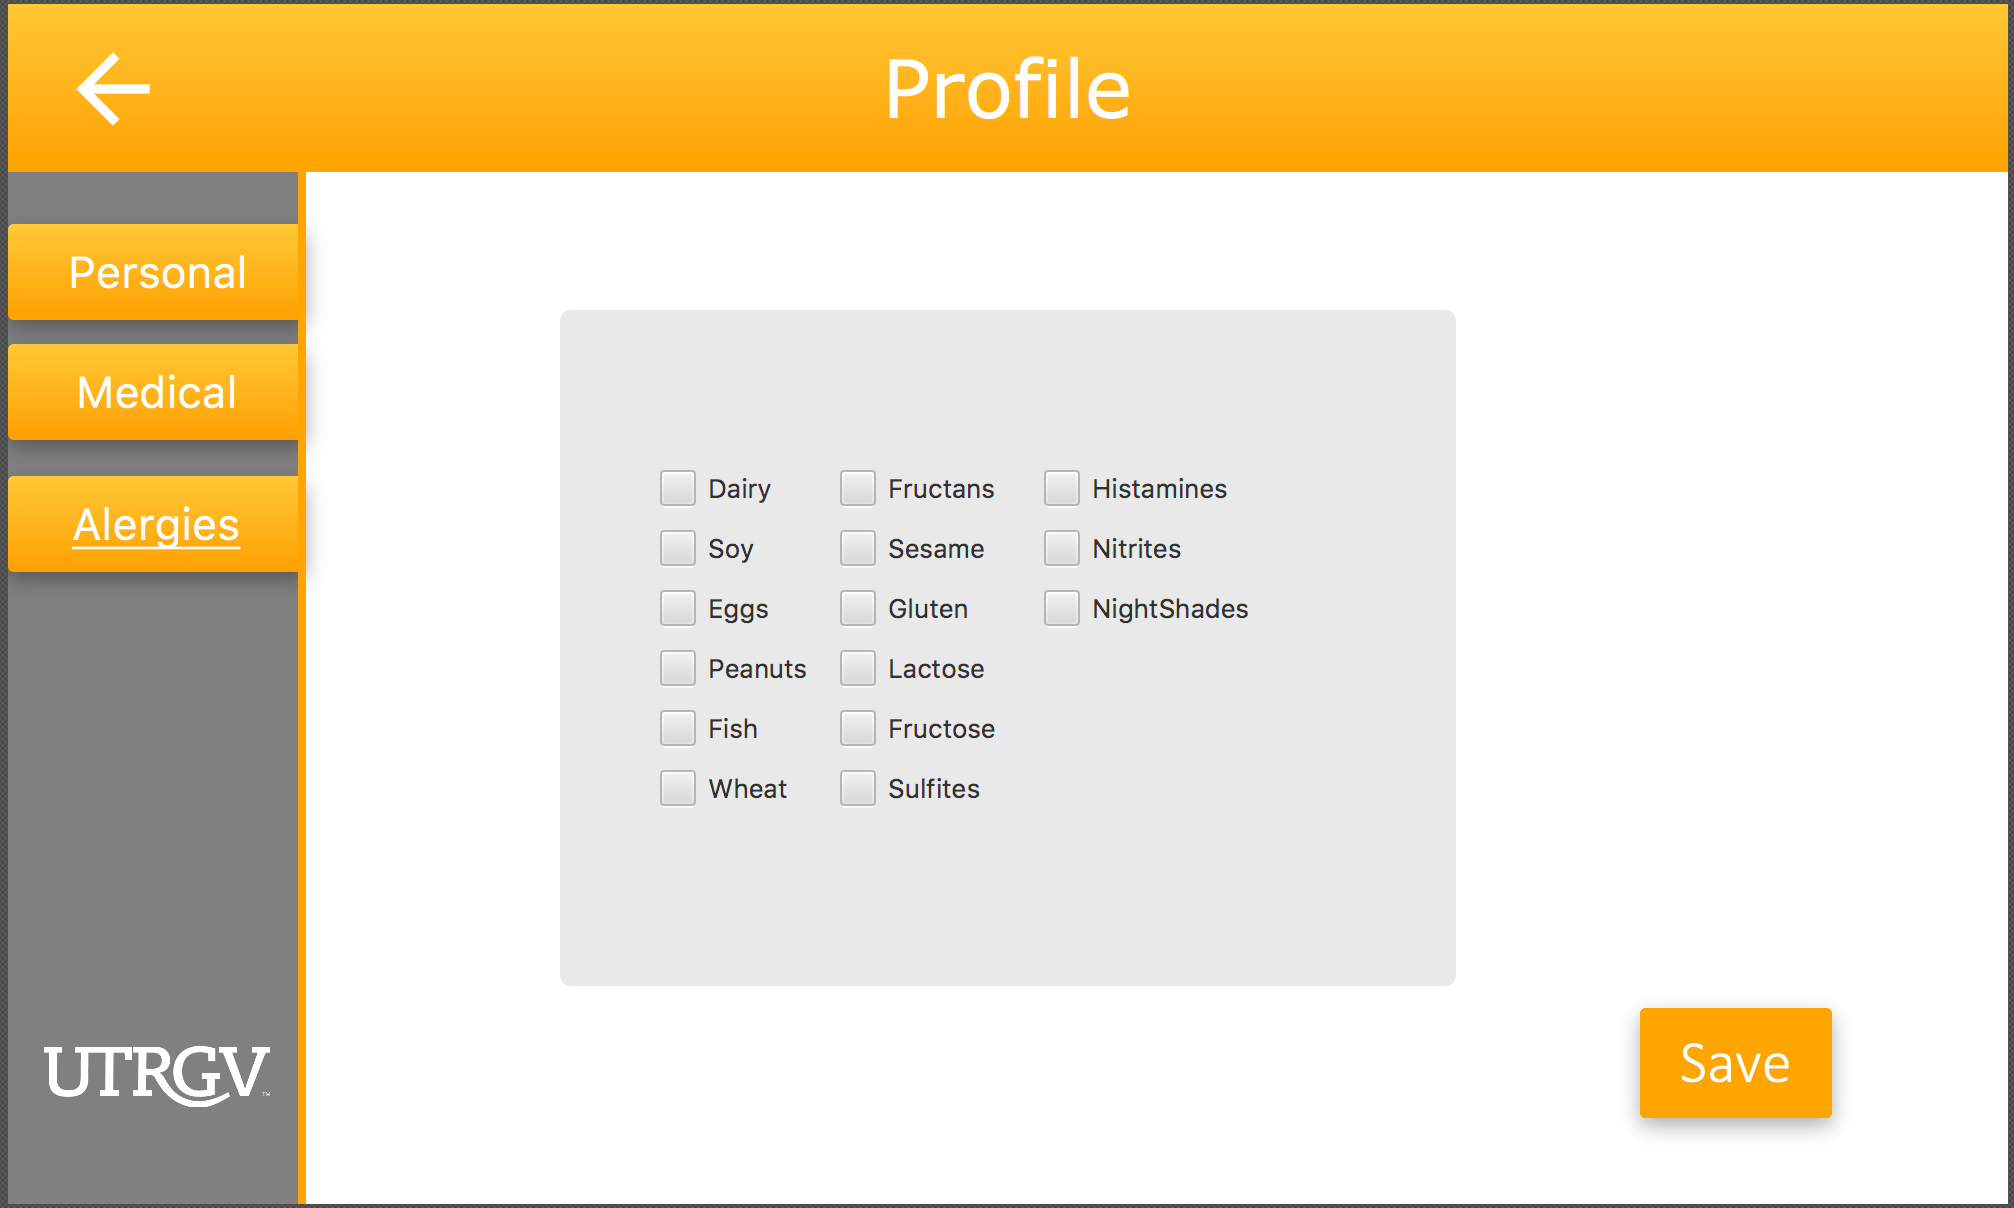 Profile
Personal
Medical
Alergies
Dairy Fructans Histamines
Soy Sesame Nitrites
Eggs Gluten NightShades
Peanuts Lactose
Fish Fructose
Wheat Sulfites
UTRGV™
Save